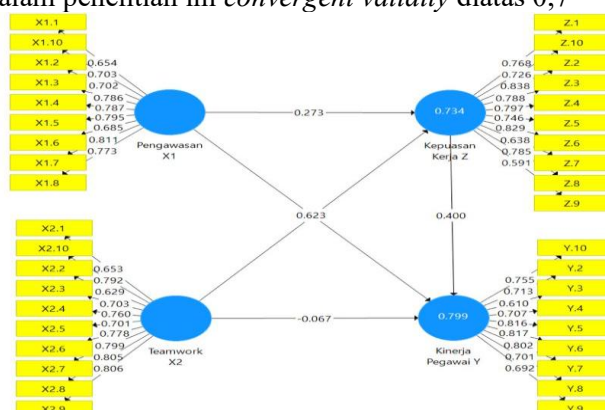 dalam penelitian ini convergent validity diatas 0,7
X1.1
X1.10
X1.2
X1.3
X1.4
X1.5
X1.6
X1.7
X1.8
0.654
0.703
0.702
0.786
0.787
0.795
0.685
0.811
0.773
Pengawasan
X1
0.273
0.734
Kepuasan
Kerja Z
0.768
0.726
0.838
0.788
0.797
0.746
0.829
0.638
0.785
0.591
Z.1
Z.10
Z.2
Z.3
Z.4
Z.5
Z.6
Z.7
Z.8
Z.9
0.623
0.400
X2.1
X2.10
X2.2
X2.3
X2.4
X2.5
X2.6
X2.7
X2.8
X2.9
0.653
0.792
0.629
0.703
0.760
0.701
0.778
0.799
0.805
0.806
Teamwork
X2
-0.067
0.799
Kinerja
Pegawai Y
0.755
0.713
0.610
0.707
0.816
0.817
0.802
0.701
0.692
Y.10
Y.2
Y.3
Y.4
Y.5
Y.6
Y.7
Y.8
Y.9